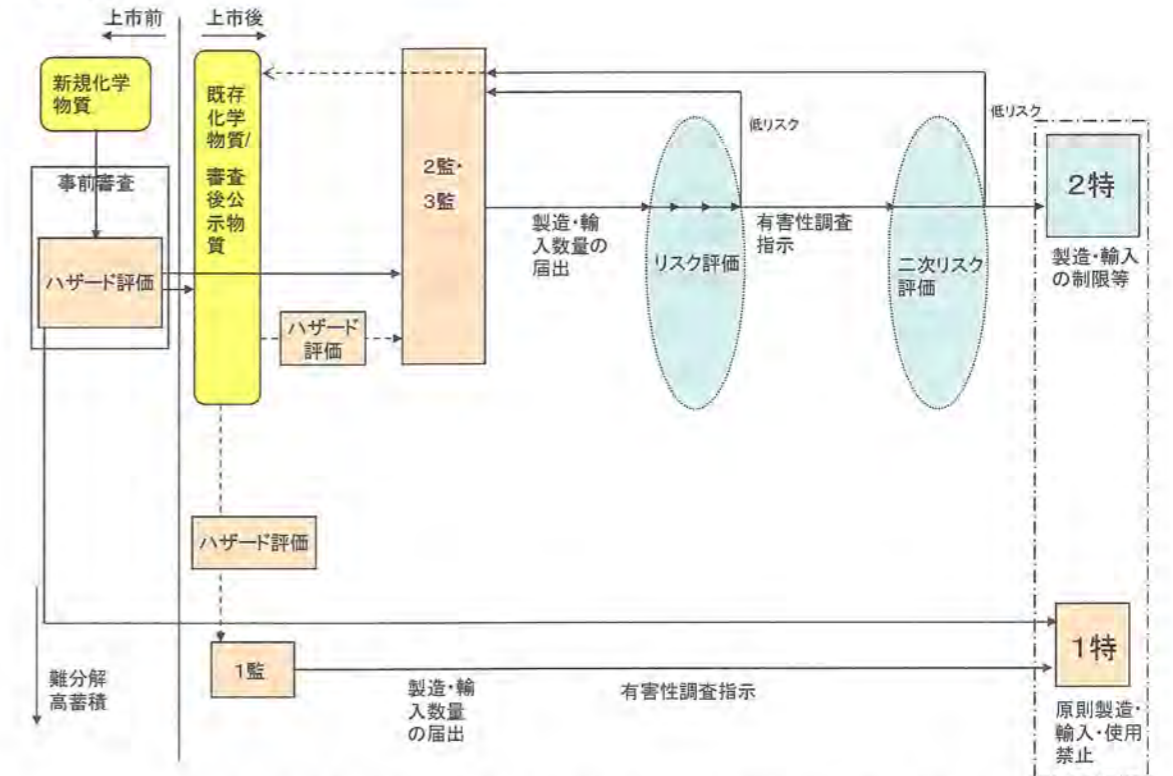 上市前
上市後
新規化学
物質
事前審査
ハザード評価
既存
化学
物質/
審査
後公
示物
質
ハザード
評価
2監・
3監
製造・輸
入数量の
届出
リスク評価
低リスク
有害性調査
指示
二次リスク
評価
低リスク
2特
製造・輸入
の制限等
ハザード評価
難分解
高蓄積
1監
製造・輸
入数量
の届出
有害性調査指示
1特
原則製造・
輸入・使用
禁止